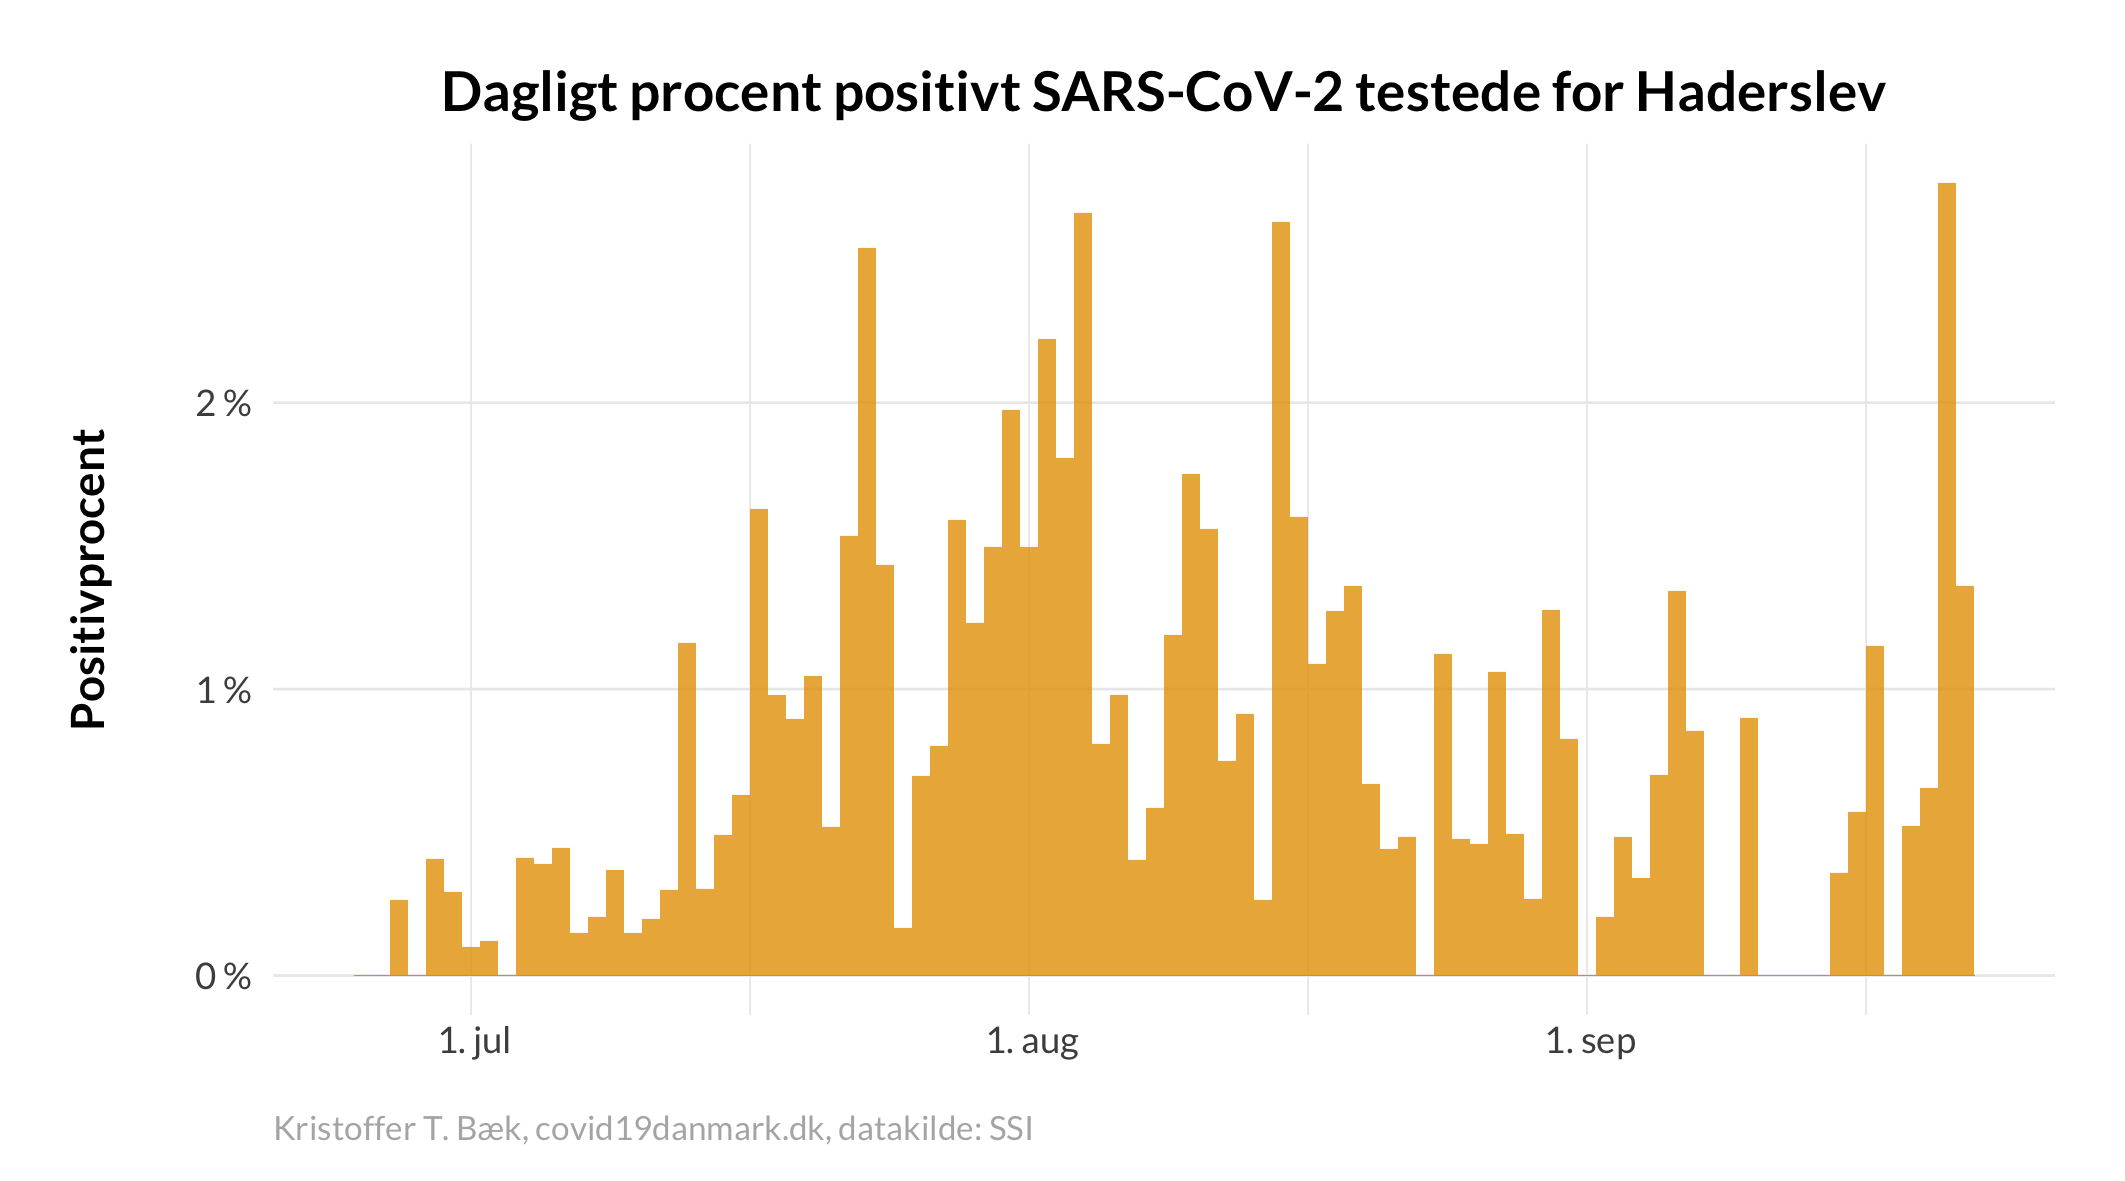 Dagligt procent positivt SARS-CoV-2 testede for Haderslev
Positivprocent
2 %
1 %
0 %
1. jul
1. aug
1. sep
Kristoffer T. Bæk, covid19danmark.dk, datakilde: SSI